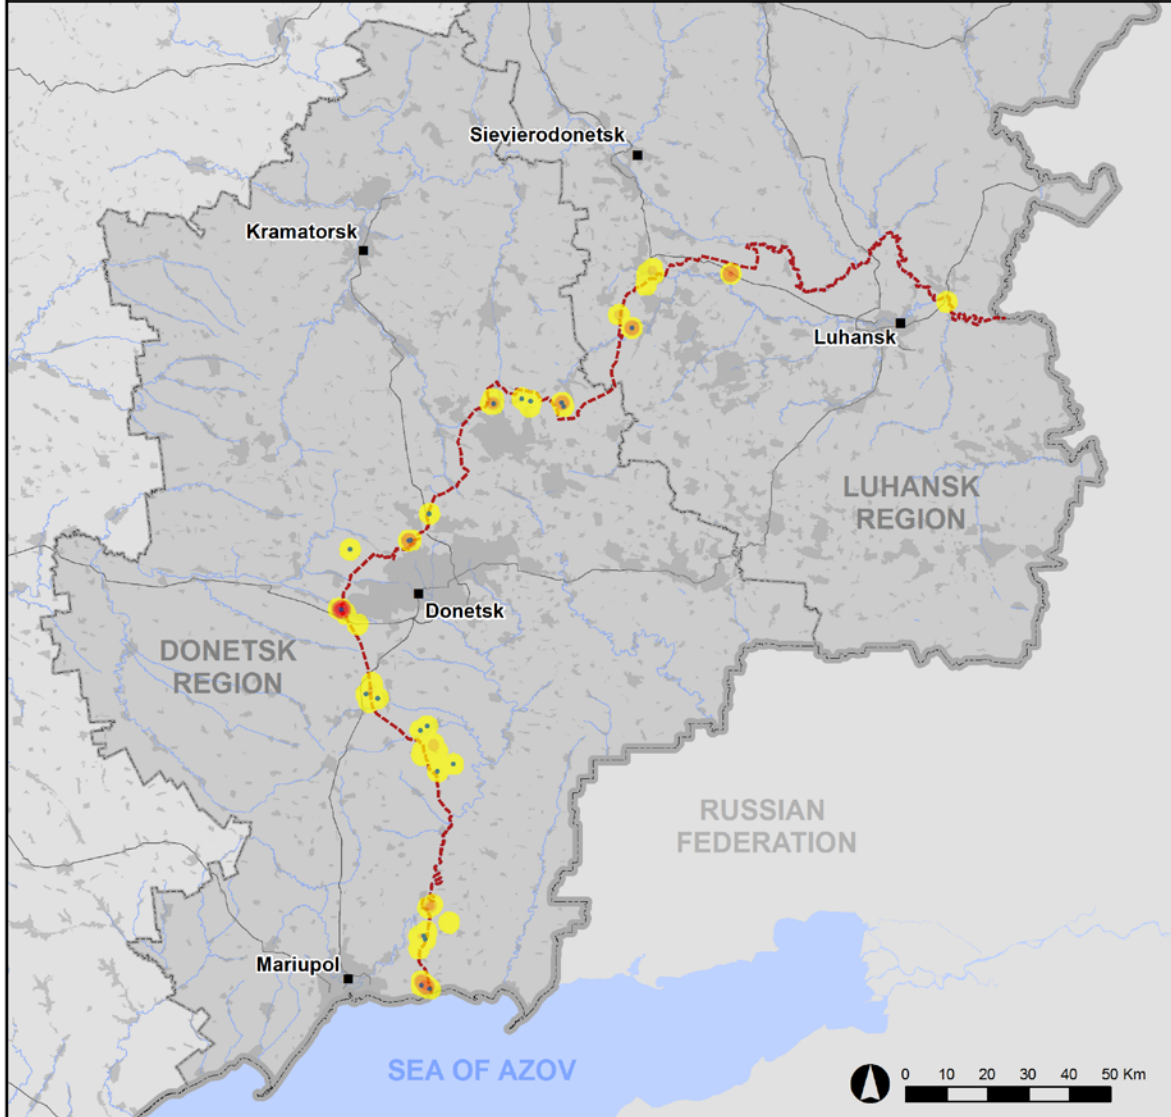 Sievierodonetsk
Kramatorsk
Luhansk
LUHANSK
REGION
Donetsk
DONETSK
REGION
RUSSIAN
FEDERATION
Mariupol
SEA OF AZOV
0 10 20 30 40 50 Km